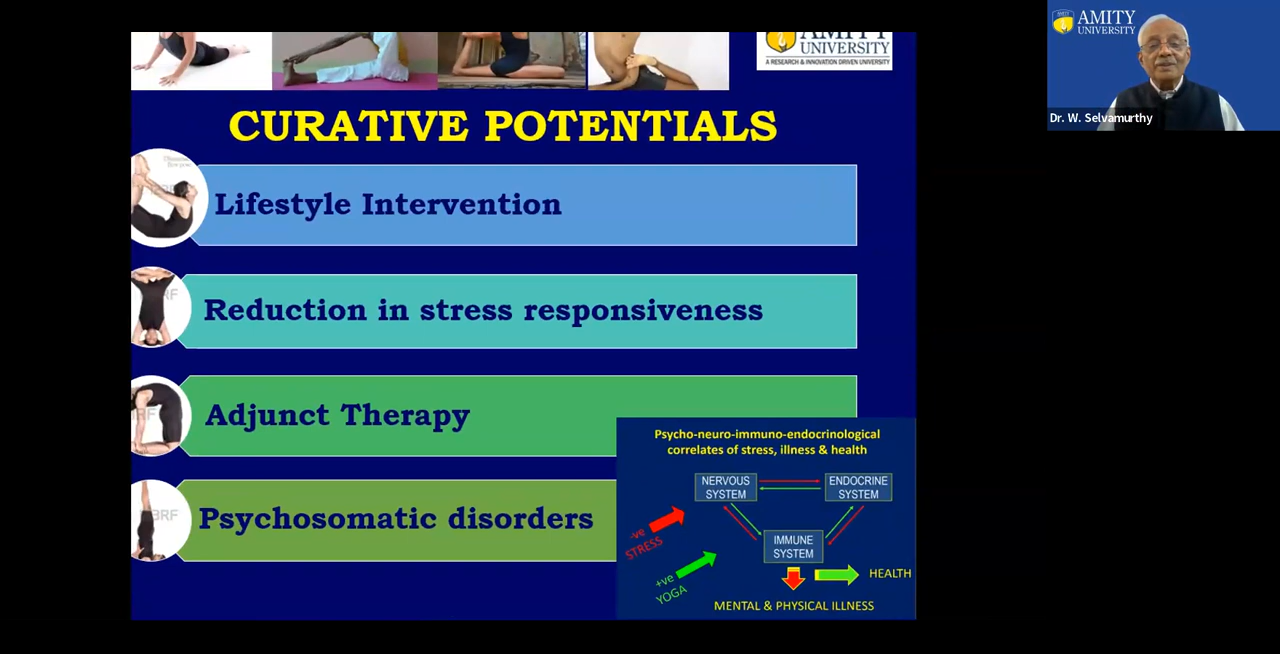 AMITY
UNIVERSITY
A RESEARCH & INNOVATION DRIVEN UNIVERSITY
AMITY
UNIVERSITY
Dr. W. Selvamurthy
CURATIVE POTENTIALS
Lifestyle Intervention
Reduction in stress responsiveness
Adjunct Therapy
Psychosomatic disorders
BRF
Psycho-neuro-immuno-endocrinological
correlates of stress, illness & health
NERVOUS
SYSTEM
ENDOCRINE
SYSTEM
IMMUNE
SYSTEM
-ve
STRESS
+ve
YOGA
HEALTH
MENTAL & PHYSICAL ILLNESS